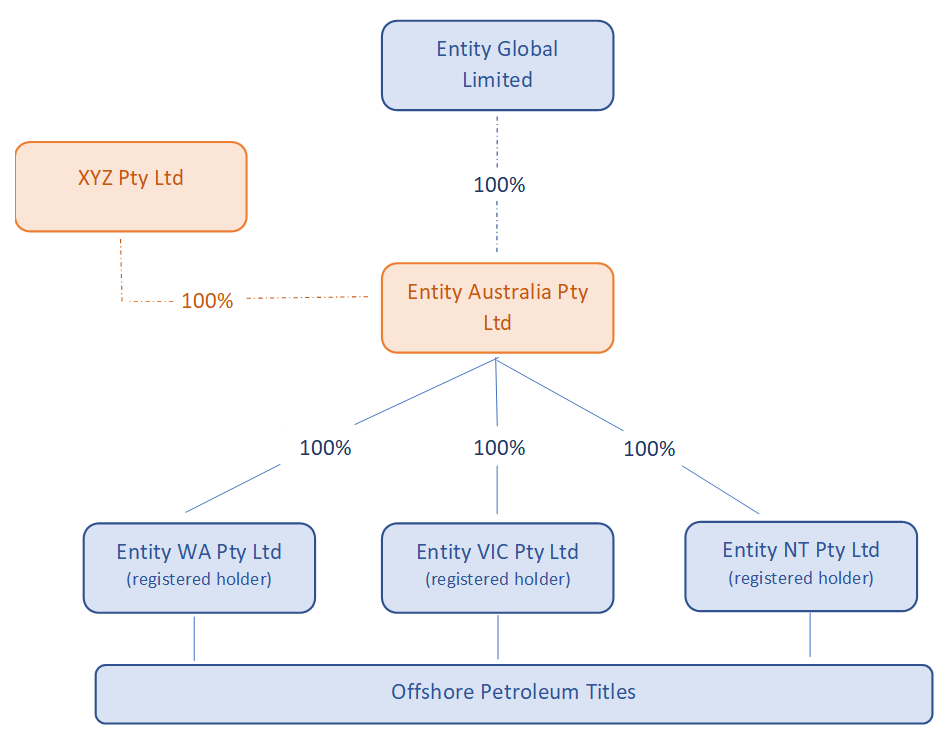 Entity Global
Limited
XYZ Pty Ltd
100%
100%
Entity Australia Pty
Ltd
100%
100%
100%
Entity WA Pty Ltd
(registered holder)
Entity VIC Pty Ltd
(registered holder)
Entity NT Pty Ltd
(registered holder)
Offshore Petroleum Titles